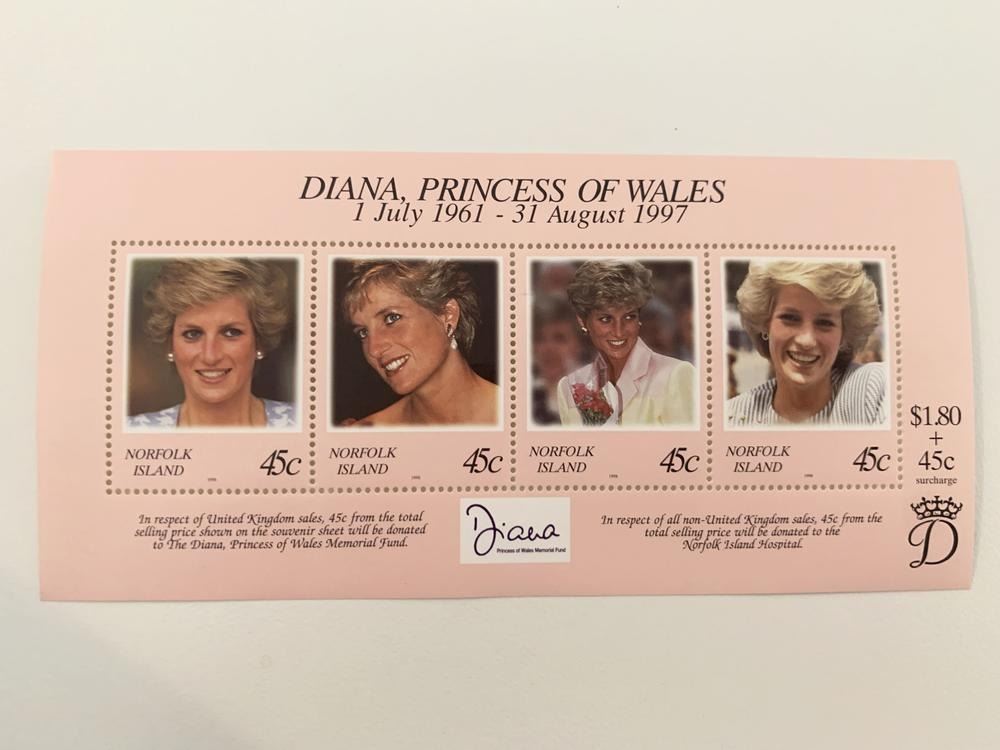 DIANA, PRINCESS OF WALES
1 July 1961 - 31 August 1997
NORFOLK
ISLAND
45c
1998
NORFOLK
ISLAND
45c
1998
NORFOLK
ISLAND
45c
1998
NORFOLK
ISLAND
45c
1998
$1.80
+
45c
surcharge
D
In respect of United Kingdom sales, 45c from the total
selling price shown on the souvenir sheet will be donated
to The Diana, Princess of Wales Memorial Fund.
Diana
Princess of Wales Memorial Fund
In respect of all non-United Kingdom sales, 45c from the
total selling price will be donated to the
Norfolk Island Hospital.